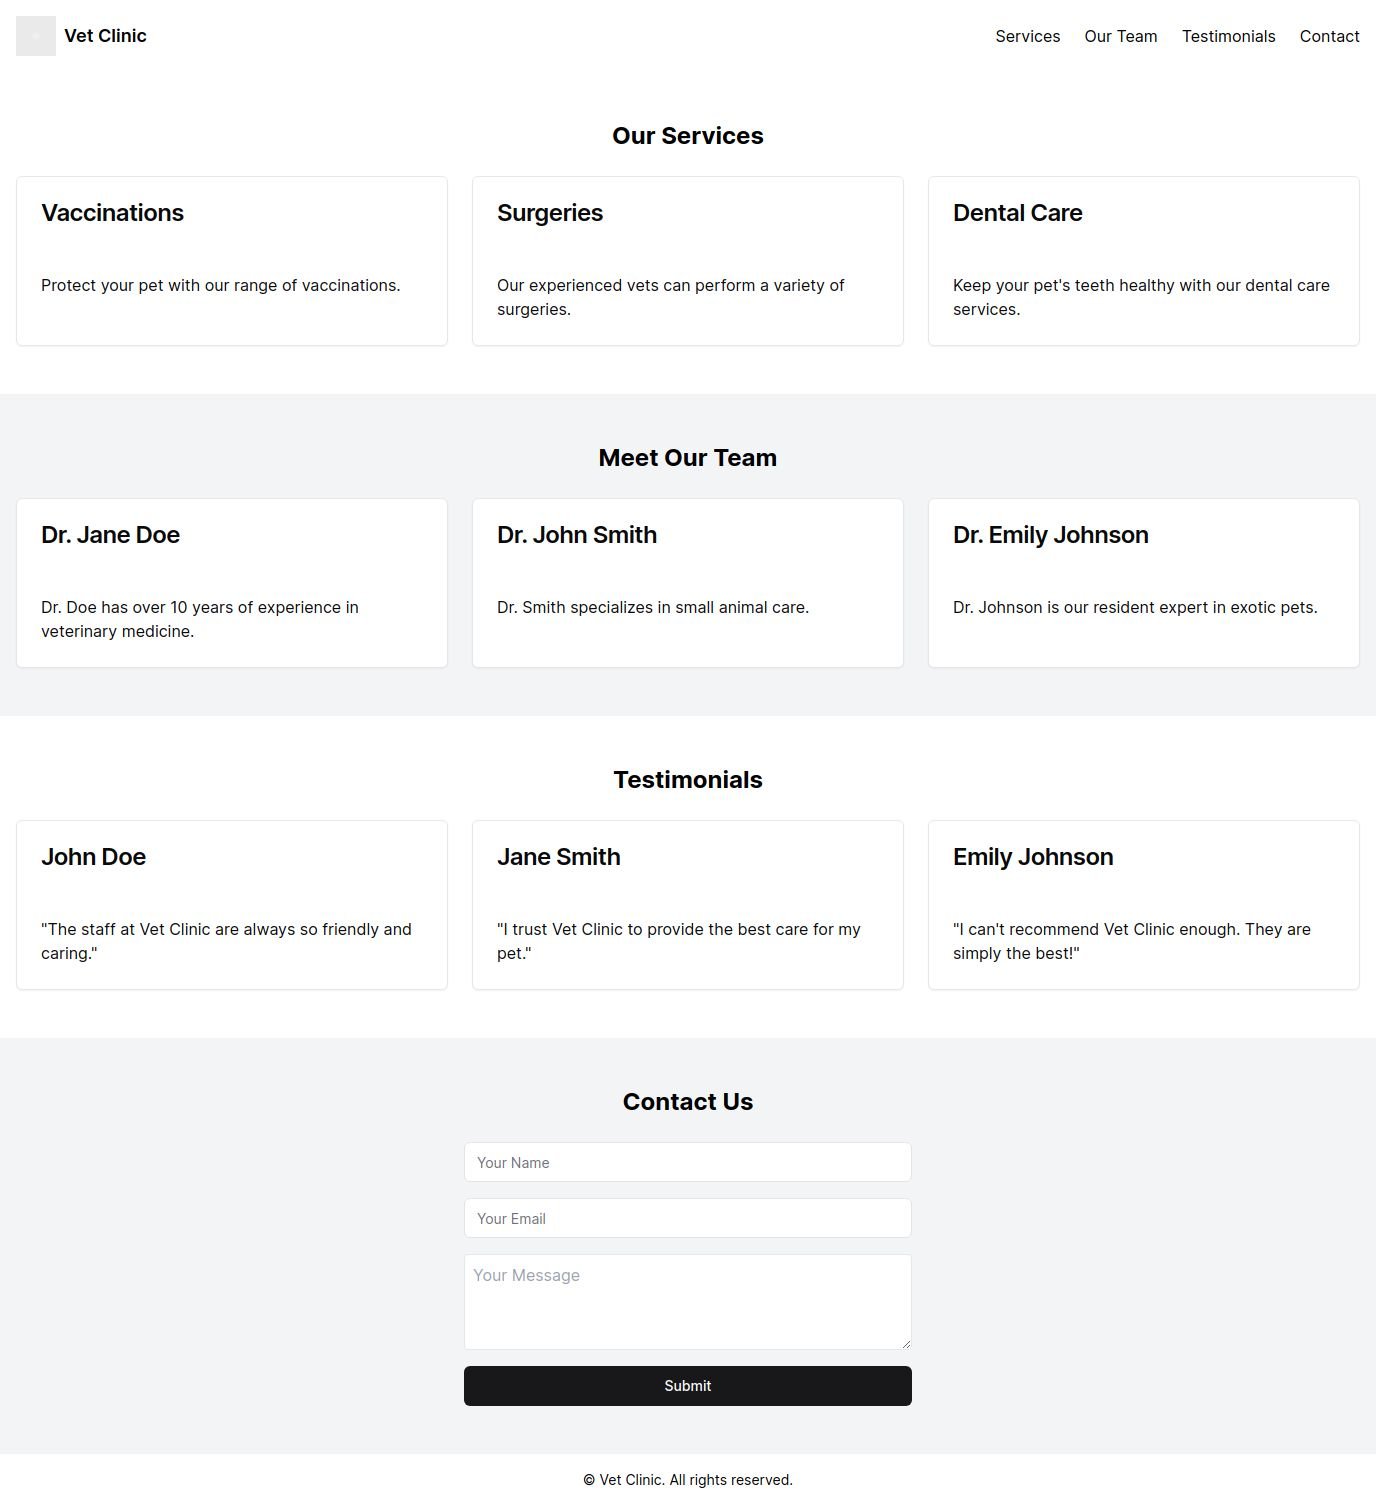 Vet Clinic
Services Our Team Testimonials Contact
Our Services
Vaccinations
Protect your pet with our range of vaccinations.
Surgeries
Our experienced vets can perform a variety of
surgeries.
Dental Care
Keep your pet's teeth healthy with our dental care
services.
Meet Our Team
Dr. Jane Doe
Dr. Doe has over 10 years of experience in
veterinary medicine.
Dr. John Smith
Dr. Smith specializes in small animal care.
Dr. Emily Johnson
Dr. Johnson is our resident expert in exotic pets.
Testimonials
John Doe
"The staff at Vet Clinic are always so friendly and
caring."
Jane Smith
"I trust Vet Clinic to provide the best care for my
pet."
Emily Johnson
"I can't recommend Vet Clinic enough. They are
simply the best!"
Contact Us
Your Name
Your Email
Your Message
Submit
© Vet Clinic. All rights reserved.